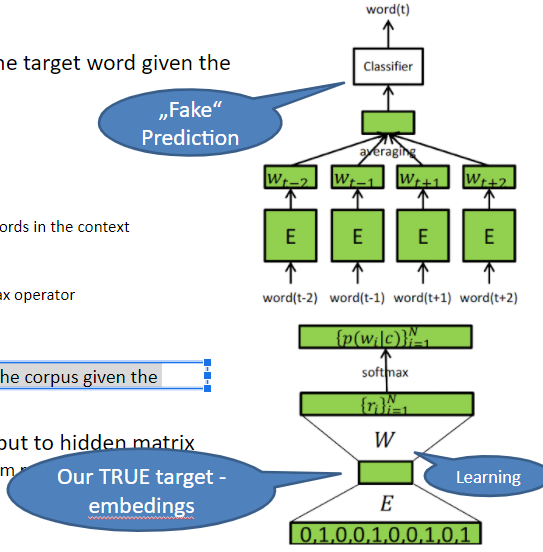 word(t)
he target word given the
Classifier
„Fake“
Prediction
averaging
w_{t-2} w_{t-1} w_{t+1} w_{t+2}
ords in the context
E E E E
ax operator
word(t-2) word(t-1) word(t+1) word(t+2)
{p(w_i|c)}_{i=1}^N
softmax
he corpus given the
{r_i}_{i=1}^N
put to hidden matrix
W
m
Our TRUE target -
embedings
Learning
E
0,1,0,0,1,0,0,1,0,1